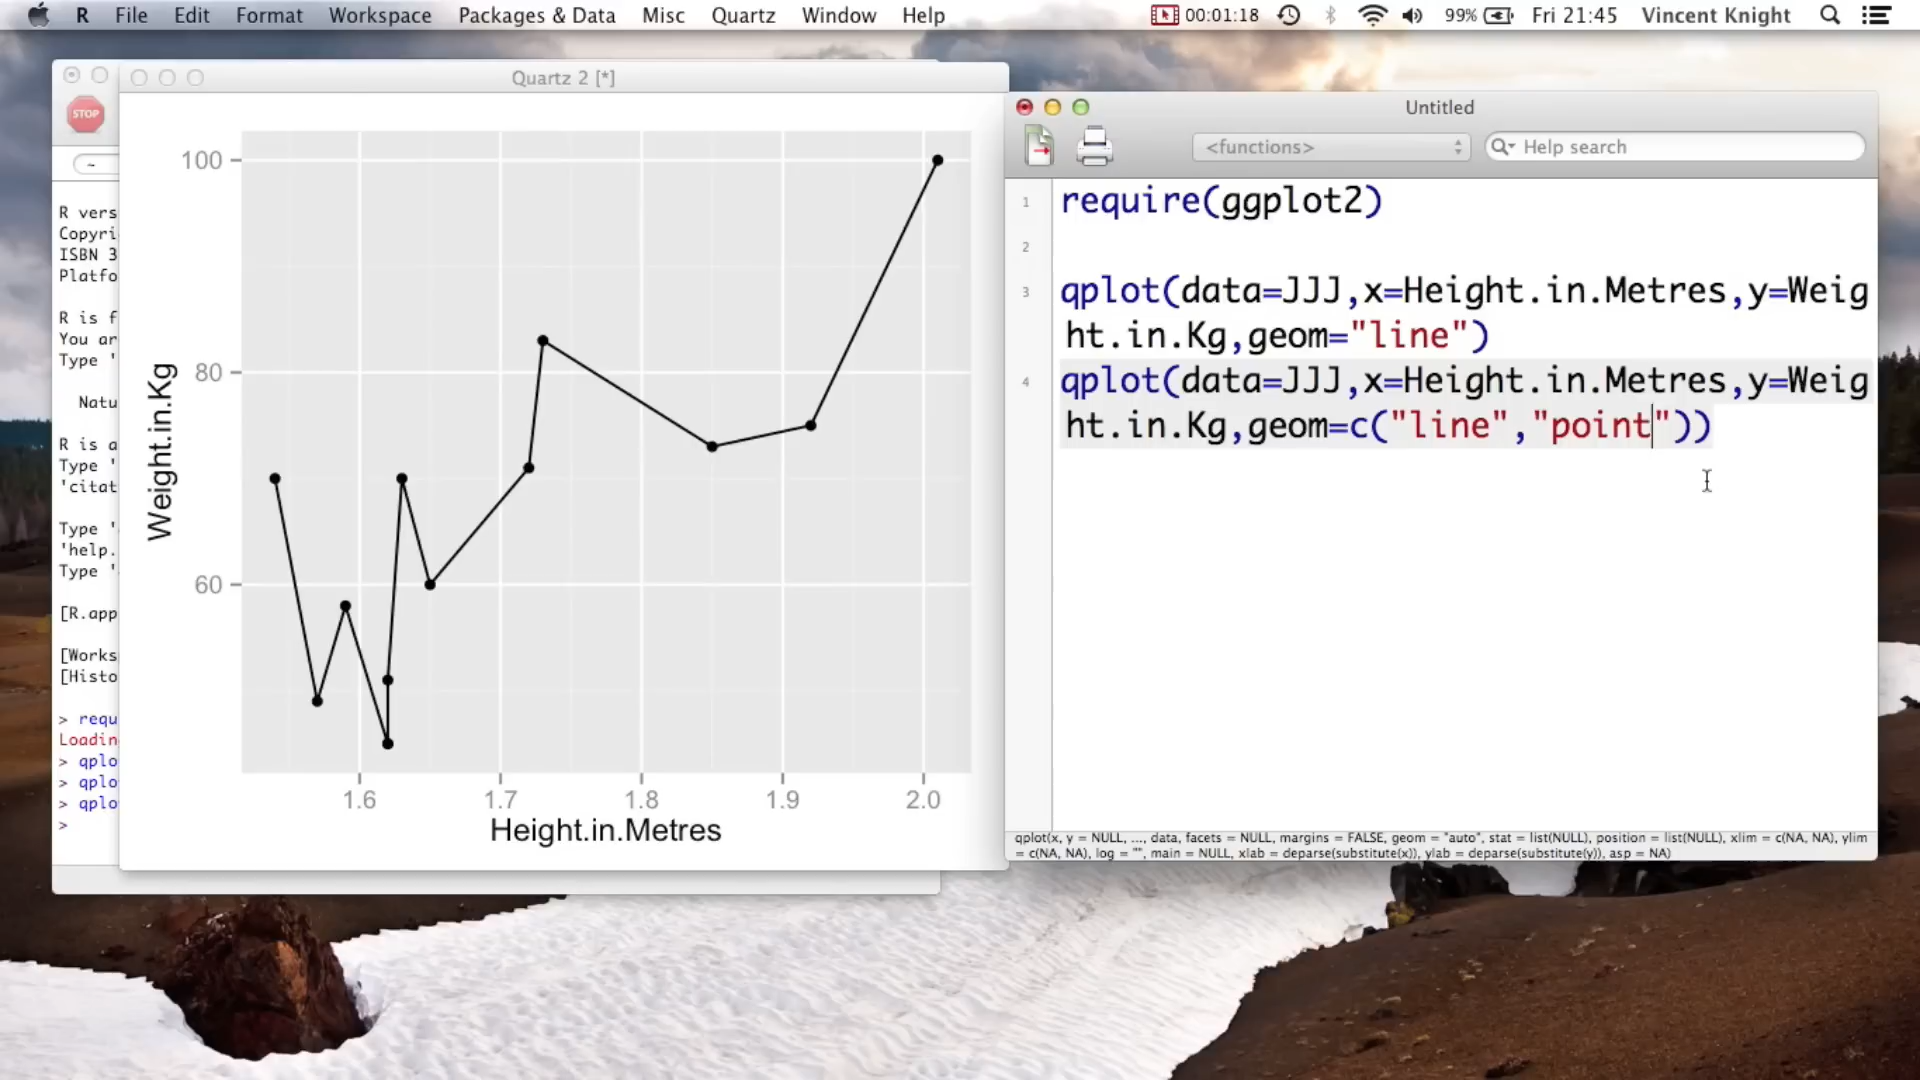 R File Edit Format Workspace Packages & Data Misc Quartz Window Help 00:01:18 99% Fri 21:45 Vincent Knight
Quartz 2 [*]
STOP
~
R vers
Copyri
ISBN 3
Platfo
R is f
You ar
Type '
Natu
R is a
Type '
'citat
Type '
'help.
Type '
[R.app
[Works
[Histo
> requ
Loadin
> qplo
> qplo
> qplo
>
100
80
60
Weight.in.Kg
1.6 1.7 1.8 1.9 2.0
Height.in.Metres
Untitled
<functions> Help search
1 require(ggplot2)
2
3 qplot(data=JJJ,x=Height.in.Metres,y=Weig
ht.in.Kg,geom="line")
4 qplot(data=JJJ,x=Height.in.Metres,y=Weig
ht.in.Kg,geom=c("line","point"))
qplot(x, y = NULL, ..., data, facets = NULL, margins = FALSE, geom = "auto", stat = list(NULL), position = list(NULL), xlim = c(NA, NA), ylim
= c(NA, NA), log = "", main = NULL, xlab = deparse(substitute(x)), ylab = deparse(substitute(y)), asp = NA)